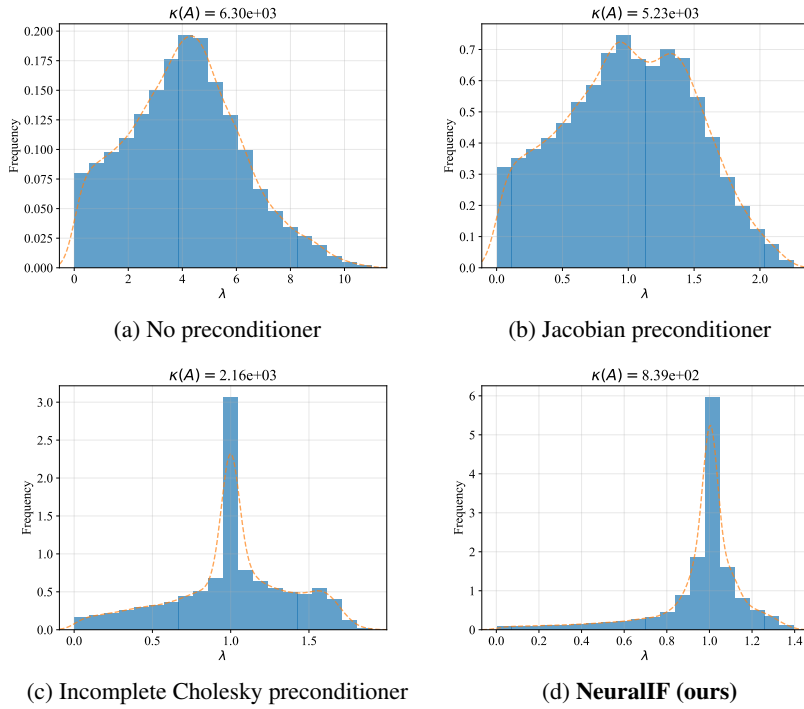 κ(A) = 6.30e+03
0.200
0.175
0.150
0.125
0.100
0.075
0.050
0.025
0.000
Frequency
0 2 4 6 8 10
λ
(a) No preconditioner
κ(A) = 5.23e+03
0.7
0.6
0.5
0.4
0.3
0.2
0.1
0.0
Frequency
0.0 0.5 1.0 1.5 2.0
λ
(b) Jacobian preconditioner
κ(A) = 2.16e+03
3.0
2.5
2.0
1.5
1.0
0.5
0.0
Frequency
0.0 0.5 1.0 1.5
λ
(c) Incomplete Cholesky preconditioner
κ(A) = 8.39e+02
6
5
4
3
2
1
0
Frequency
0.0 0.2 0.4 0.6 0.8 1.0 1.2 1.4
λ
(d) NeuralIF (ours)